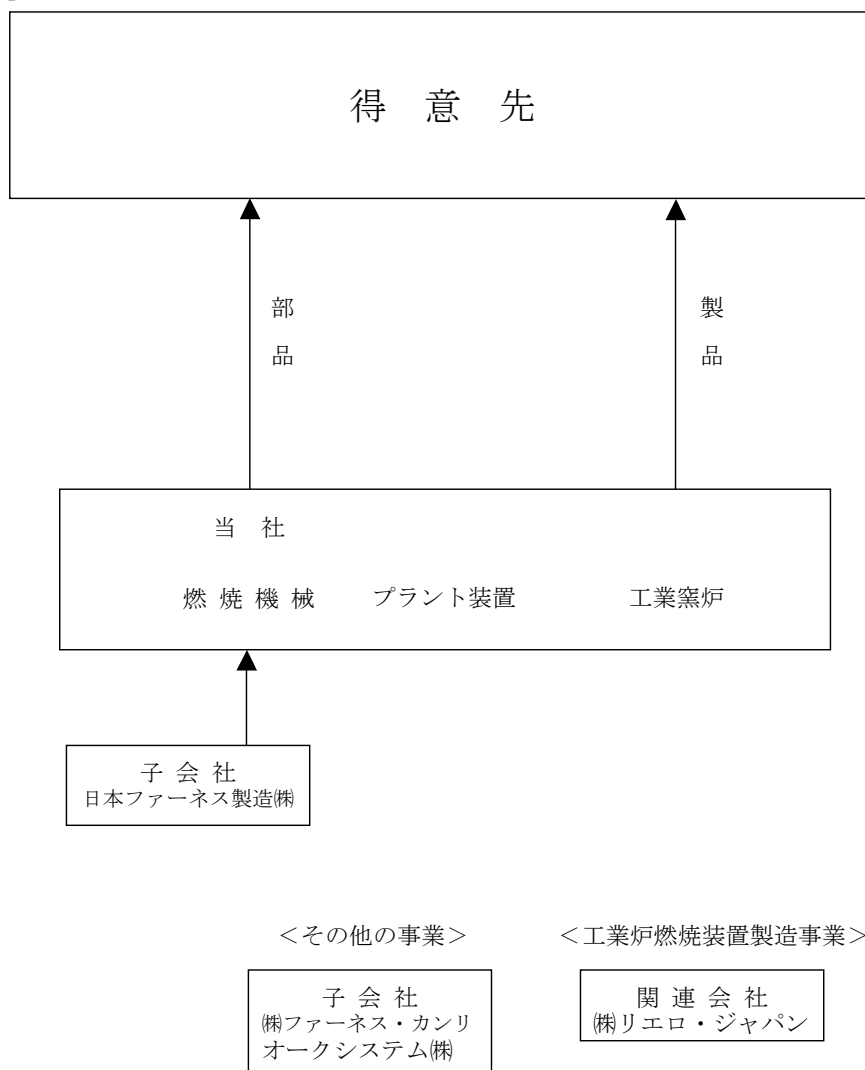 得意先
部品
製品
当社
燃焼機械 プラント装置 工業窯炉
子会社
日本ファーネス製造㈱
<その他の事業> <工業炉燃焼装置製造事業>
子会社
㈱ファーネス・カンリ
オークシステム㈱
関連会社
㈱リエロ・ジャパン